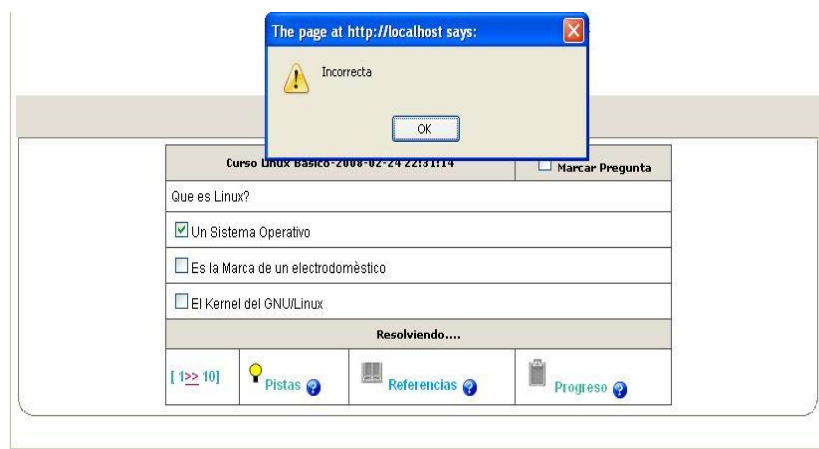 The page at http://localhost says:
Incorrecta
OK
Curso Linux Basico-2008-02-24 22:31:14
Marcar Pregunta
Que es Linux?
Un Sistema Operativo
Es la Marca de un electrodomèstico
El Kernel del GNU/Linux
Resolviendo....
[ 1>> 10] Pistas Referencias Progreso